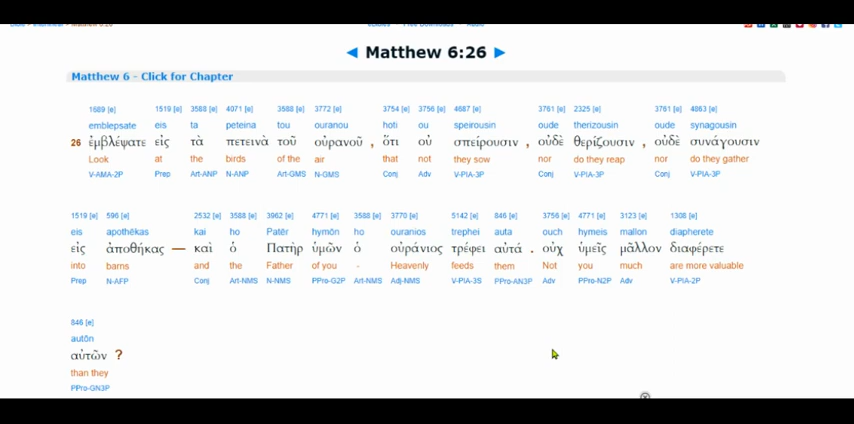 ◄ Matthew 6:26 ►
Matthew 6 - Click for Chapter
1689 [e] 1519 [e] 3588 [e] 4071 [e] 3588 [e] 3772 [e] 3754 [e] 3756 [e] 4687 [e] 3761 [e] 2325 [e] 3761 [e] 4863 [e]
emblepsate eis ta peteina tou ouranou hoti ou speirousin oude therizousin oude synagousin
26 ἐμβλέψατε εἰς τὰ πετεινὰ τοῦ οὐρανοῦ , ὅτι οὐ σπείρουσιν , οὐδὲ θερίζουσιν , οὐδὲ συνάγουσιν
Look at the birds of the air that not they sow nor do they reap nor do they gather
V-AMA-2P Prep Art-ANP N-ANP Art-GMS N-GMS Conj Adv V-PIA-3P Conj V-PIA-3P Conj V-PIA-3P
1519 [e] 596 [e] 2532 [e] 3588 [e] 3962 [e] 4771 [e] 3588 [e] 3770 [e] 5142 [e] 846 [e] 3756 [e] 4771 [e] 3123 [e] 1308 [e]
eis apothēkas kai ho Patēr hymōn ho ouranios trephei auta ouch hymeis mallon diapherete
εἰς ἀποθήκας — καὶ ὁ Πατὴρ ὑμῶν ὁ οὐράνιος τρέφει αὐτά . οὐχ ὑμεῖς μᾶλλον διαφέρετε
into barns and the Father of you - Heavenly feeds them Not you much are more valuable
Prep N-AFP Conj Art-NMS N-NMS PPro-G2P Art-NMS Adj-NMS V-PIA-3S PPro-AN3P Adv PPro-N2P Adv V-PIA-2P
846 [e]
autōn
αὐτῶν ?
than they
PPro-GN3P